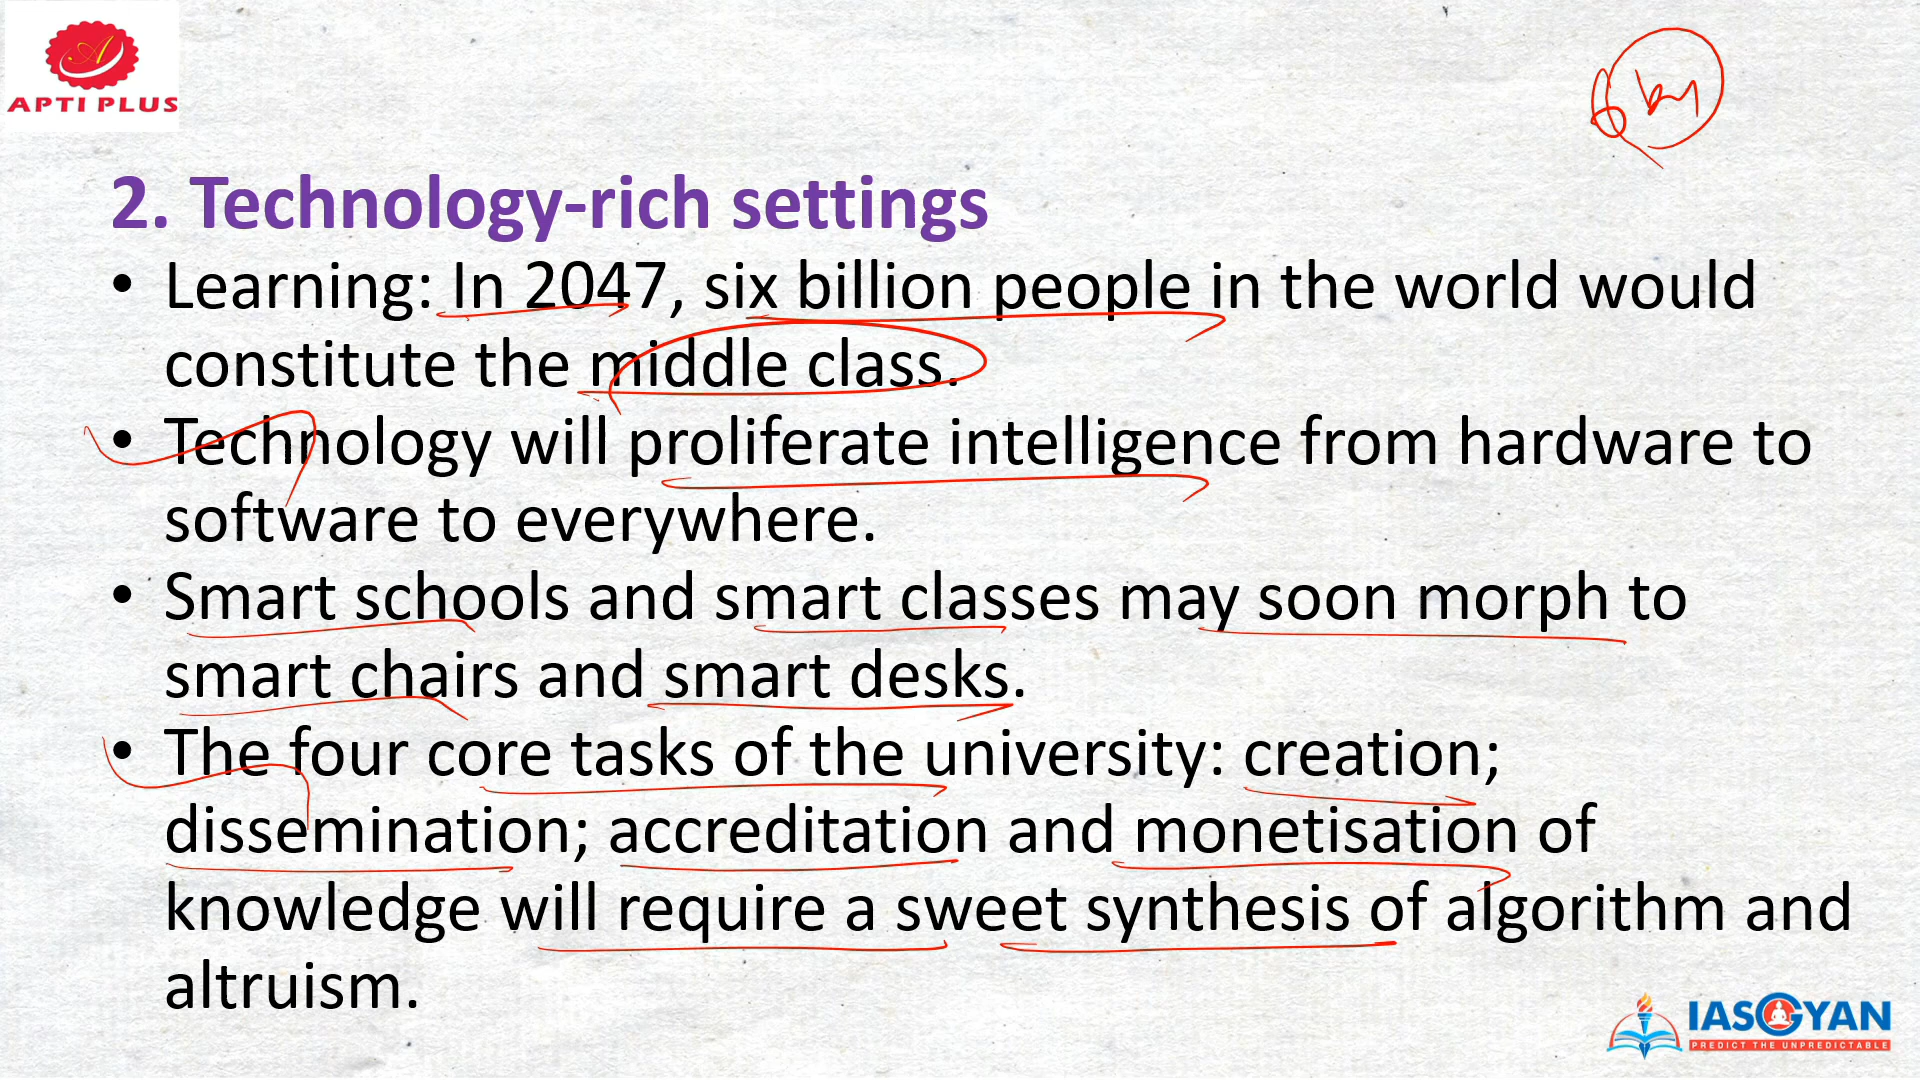 APTI PLUS
2. Technology-rich settings
• Learning: In 2047, six billion people in the world would
constitute the middle class.
• Technology will proliferate intelligence from hardware to
software to everywhere.
• Smart schools and smart classes may soon morph to
smart chairs and smart desks.
• The four core tasks of the university: creation;
dissemination; accreditation and monetisation of
knowledge will require a sweet synthesis of algorithm and
altruism.
IASGYAN
PREDICT THE UNPREDICTABLE